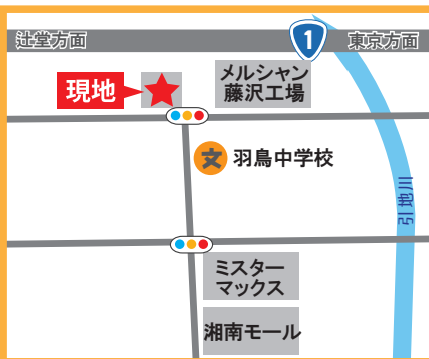 辻堂方面
1
東京方面
メルシャン
藤沢工場
現地
文
羽鳥中学校
引地川
ミスター
マックス
湘南モール